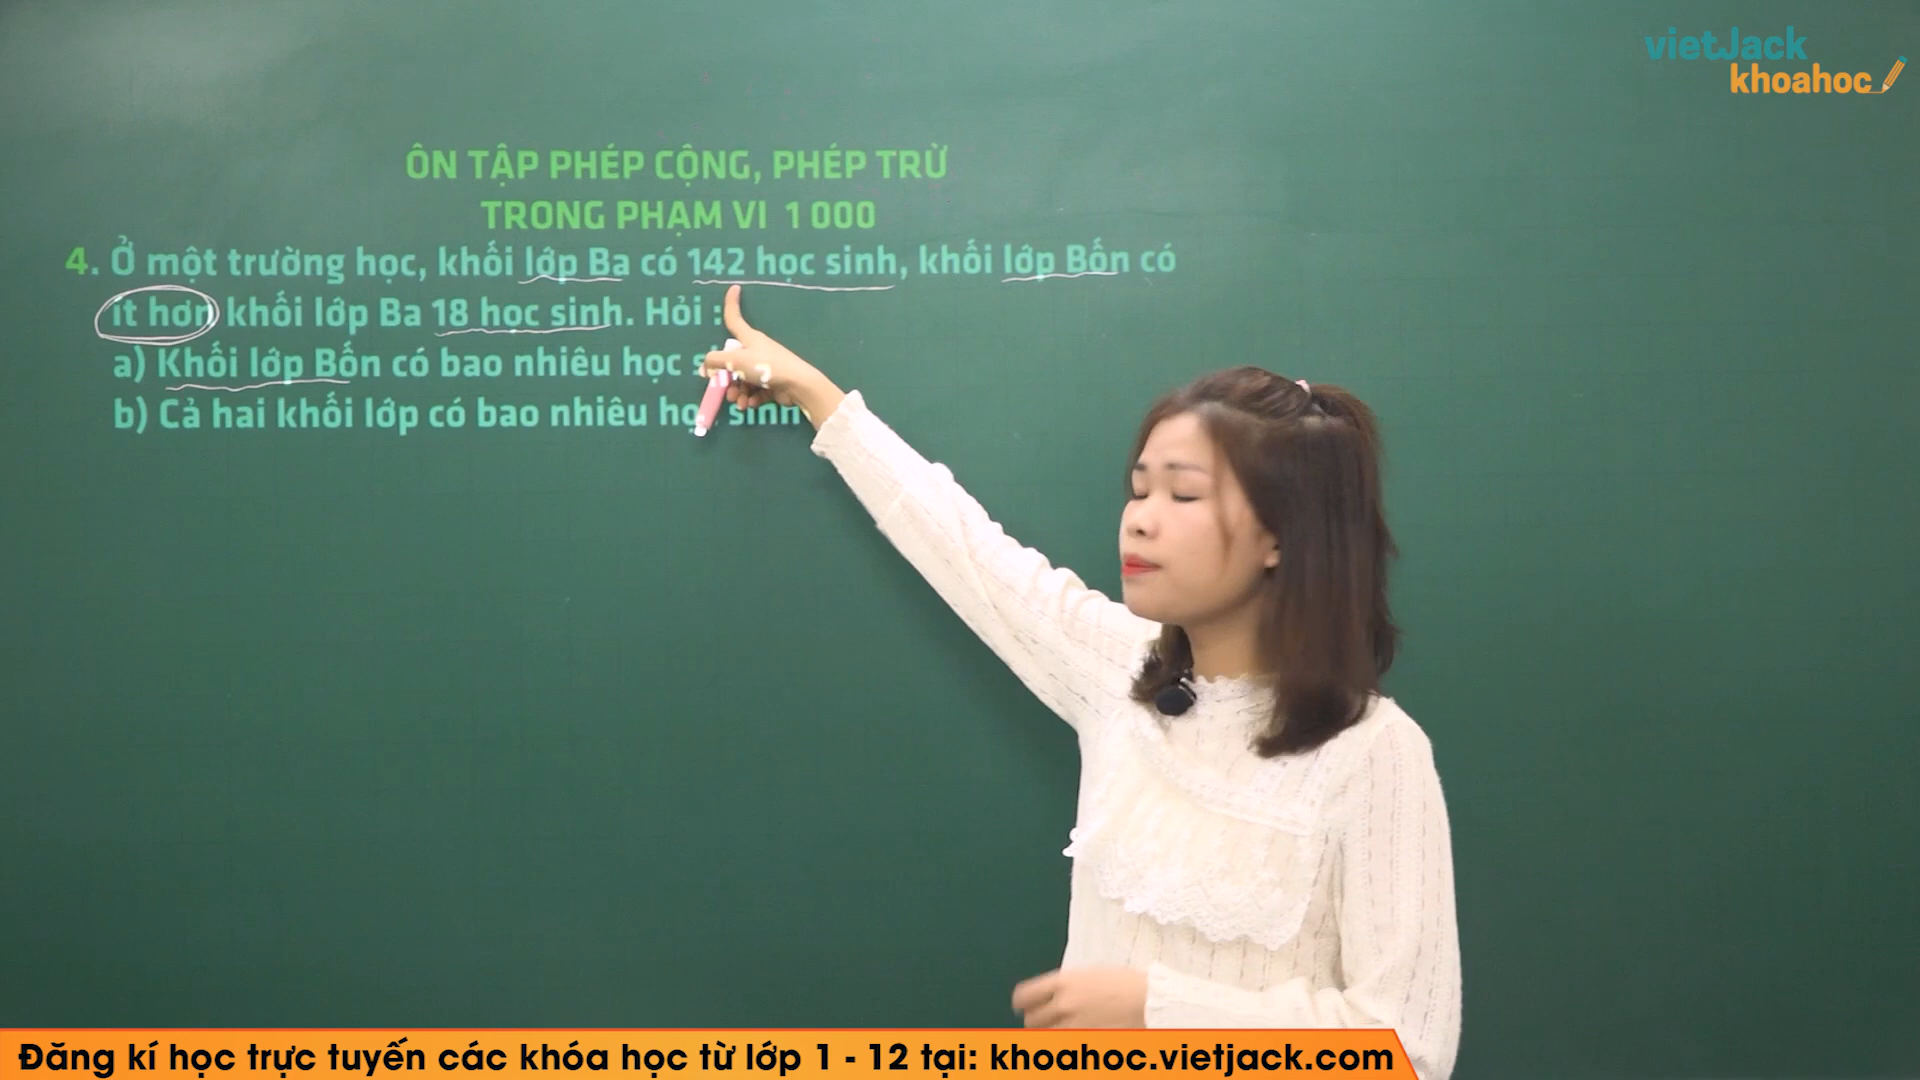 vietJack
khoahoc
ÔN TẬP PHÉP CỘNG, PHÉP TRỪ
TRONG PHẠM VI 1 000
4. Ở một trường học, khối lớp Ba có 142 học sinh, khối lớp Bốn có
ít hơn khối lớp Ba 18 học sinh. Hỏi :
a) Khối lớp Bốn có bao nhiêu học
b) Cả hai khối lớp có bao nhiêu học sinh
Đăng kí học trực tuyến các khóa học từ lớp 1 - 12 tại: khoahoc.vietjack.com